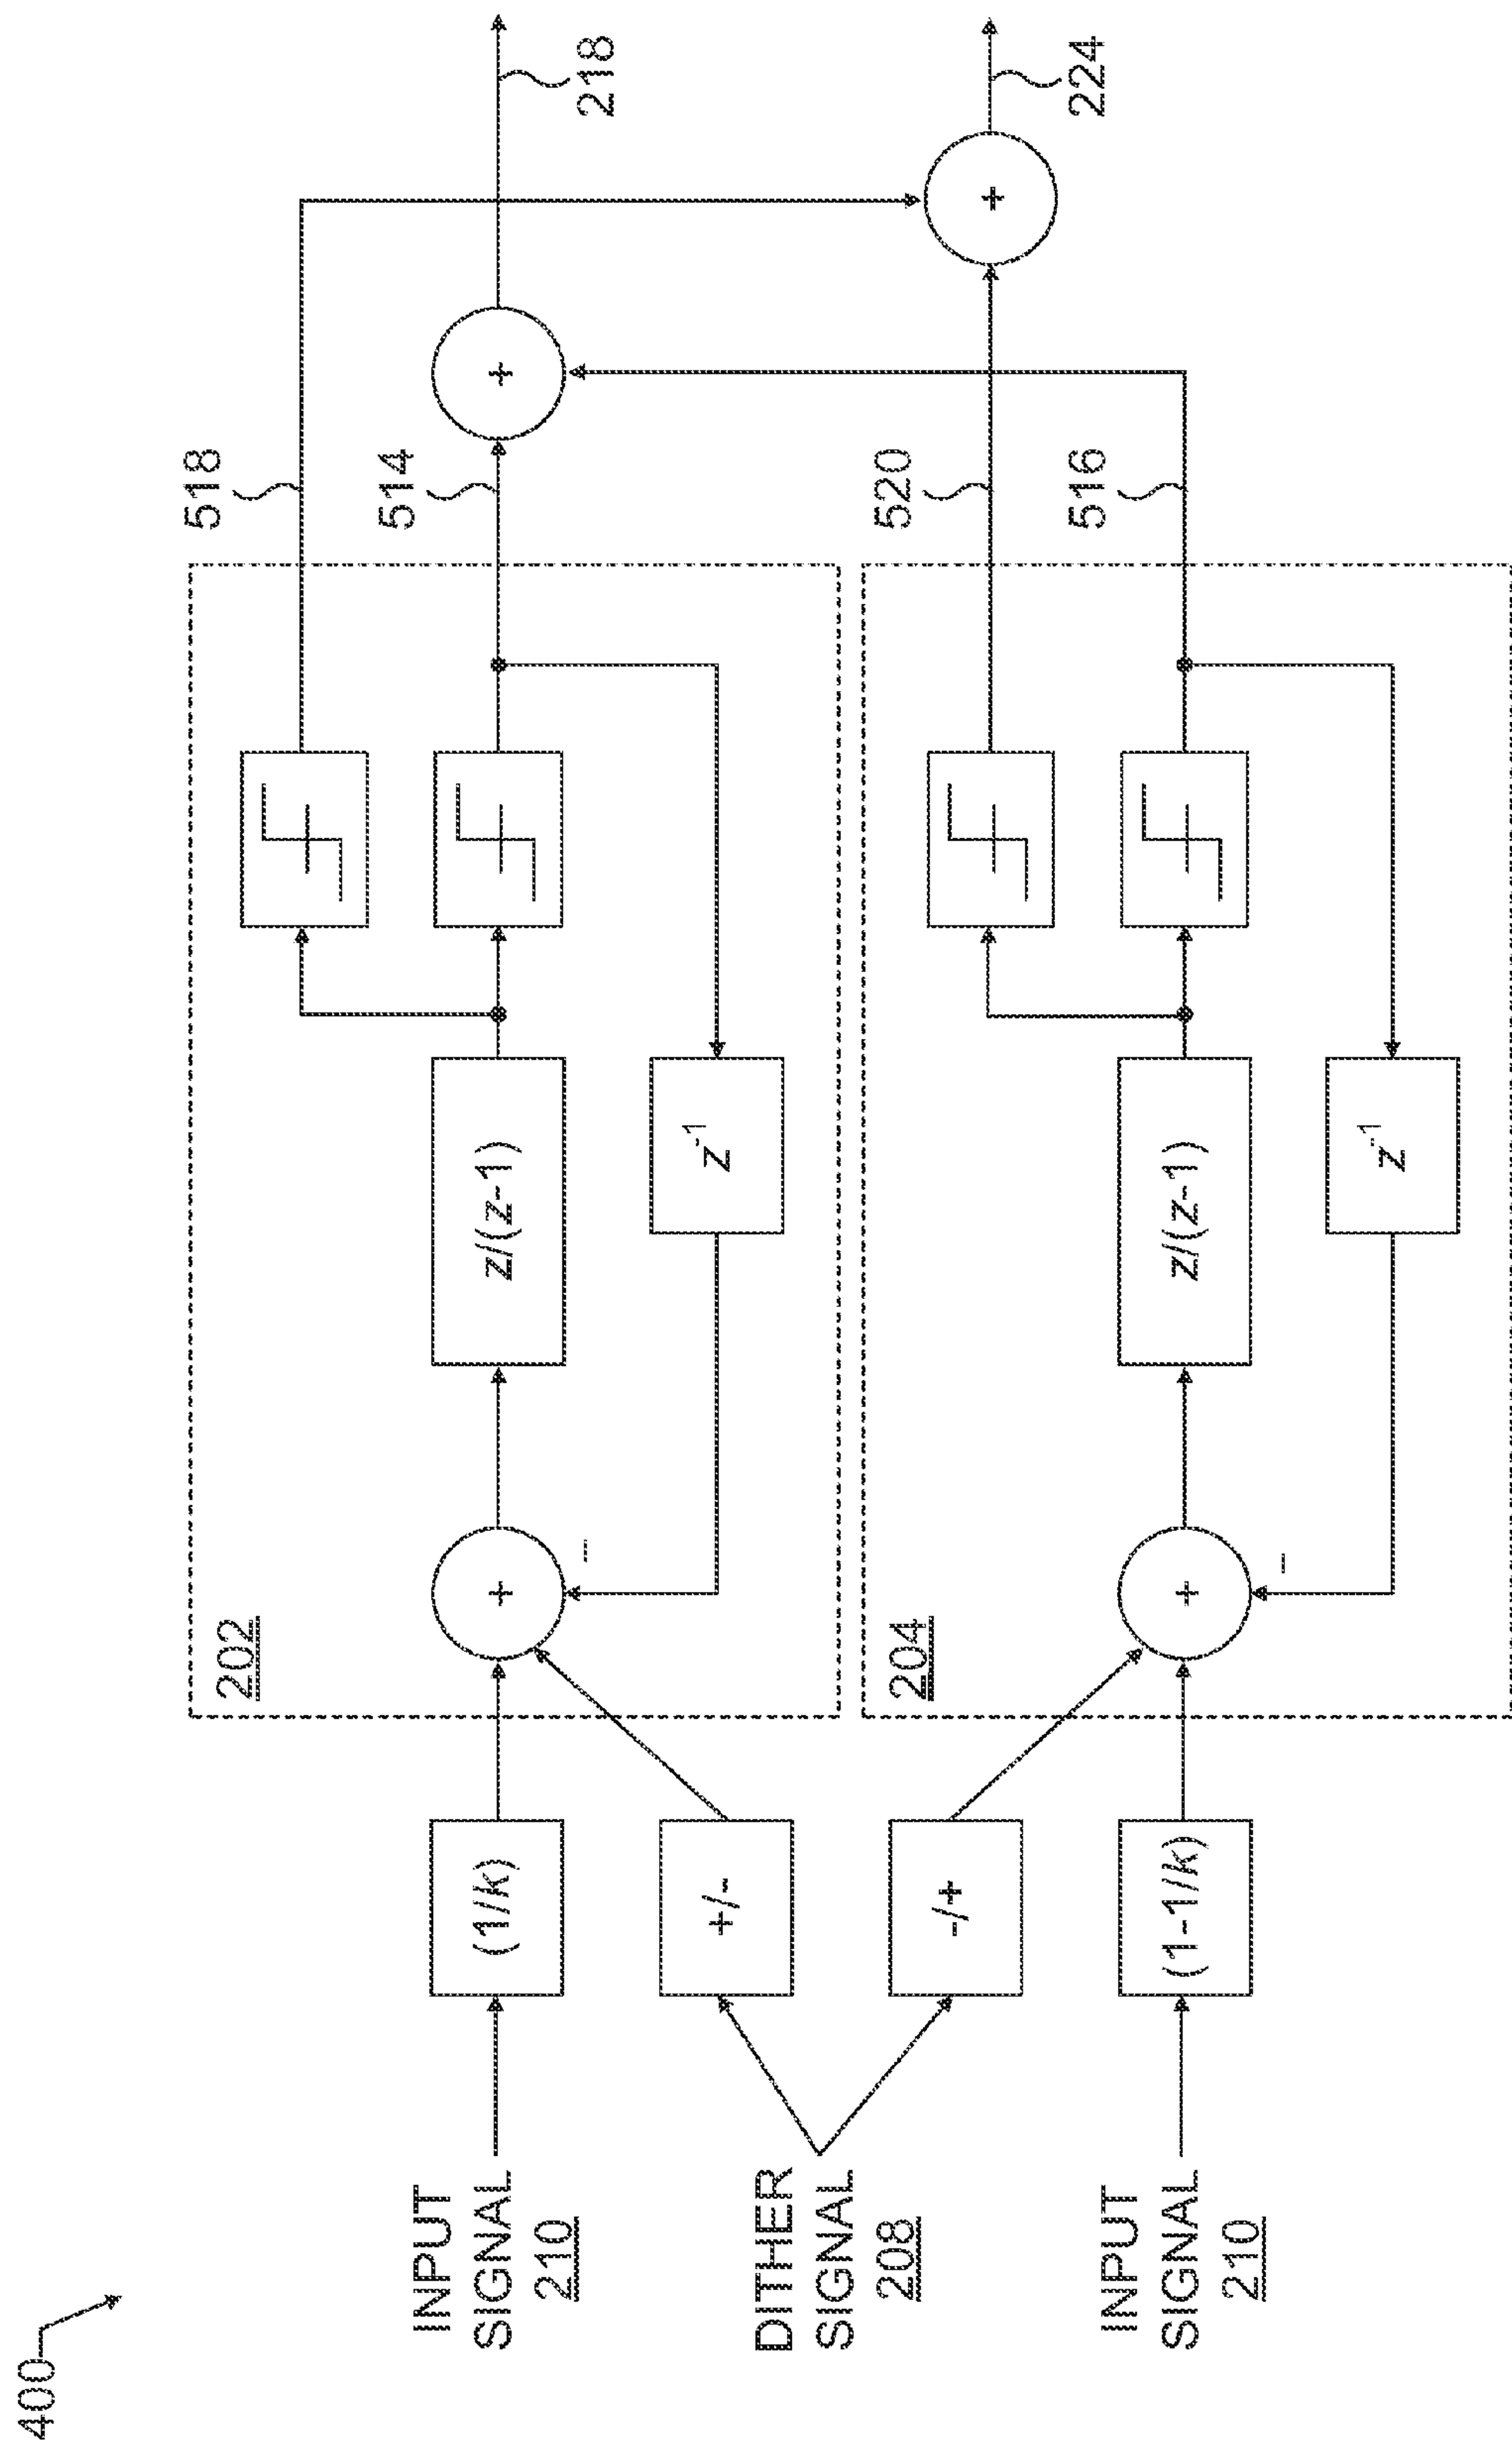 400
INPUT
SIGNAL
210
(1/k)
202
+
−
z/(z-1)
z-1
518
514
+
218
DITHER
SIGNAL
208
+/-
-/+
INPUT
SIGNAL
210
(1-1/k)
204
+
−
z/(z-1)
z-1
520
516
+
224